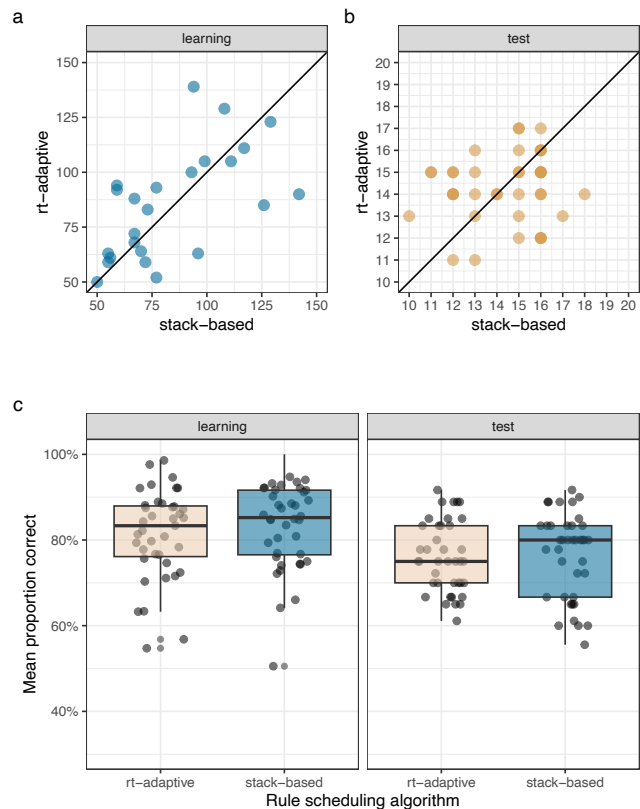 a
learning
150
125
100
75
50
50 75 100 125 150
rt−adaptive
stack−based
b
test
20
19
18
17
16
15
14
13
12
11
10
10 11 12 13 14 15 16 17 18 19 20
rt−adaptive
stack−based
c
learning test
100%
80%
60%
40%
Mean proportion correct
rt−adaptive stack−based rt−adaptive stack−based
Rule scheduling algorithm